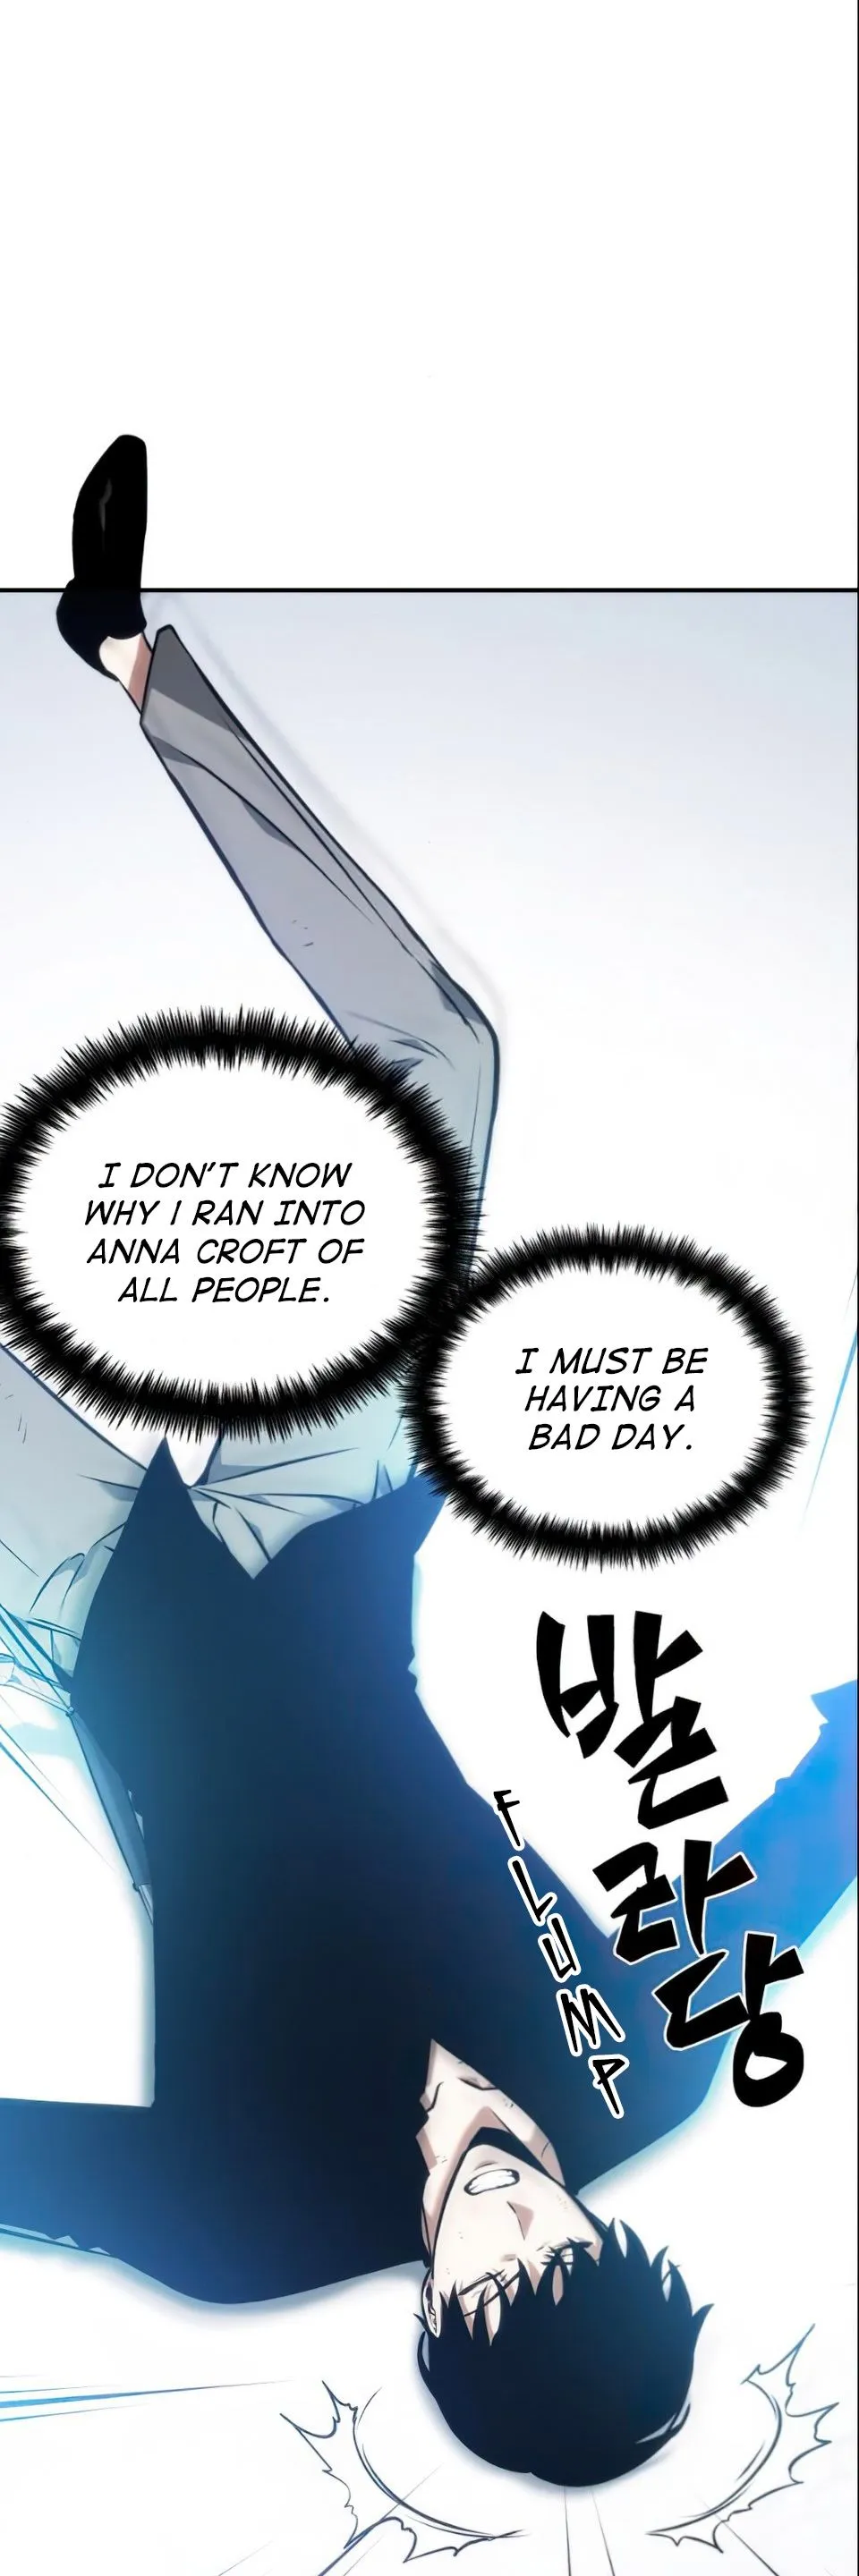 I DON'T KNOW
WHY I RAN INTO
ANNA CROFT OF
ALL PEOPLE.
I MUST BE
HAVING A
BAD DAY.
발라당
FLUMP